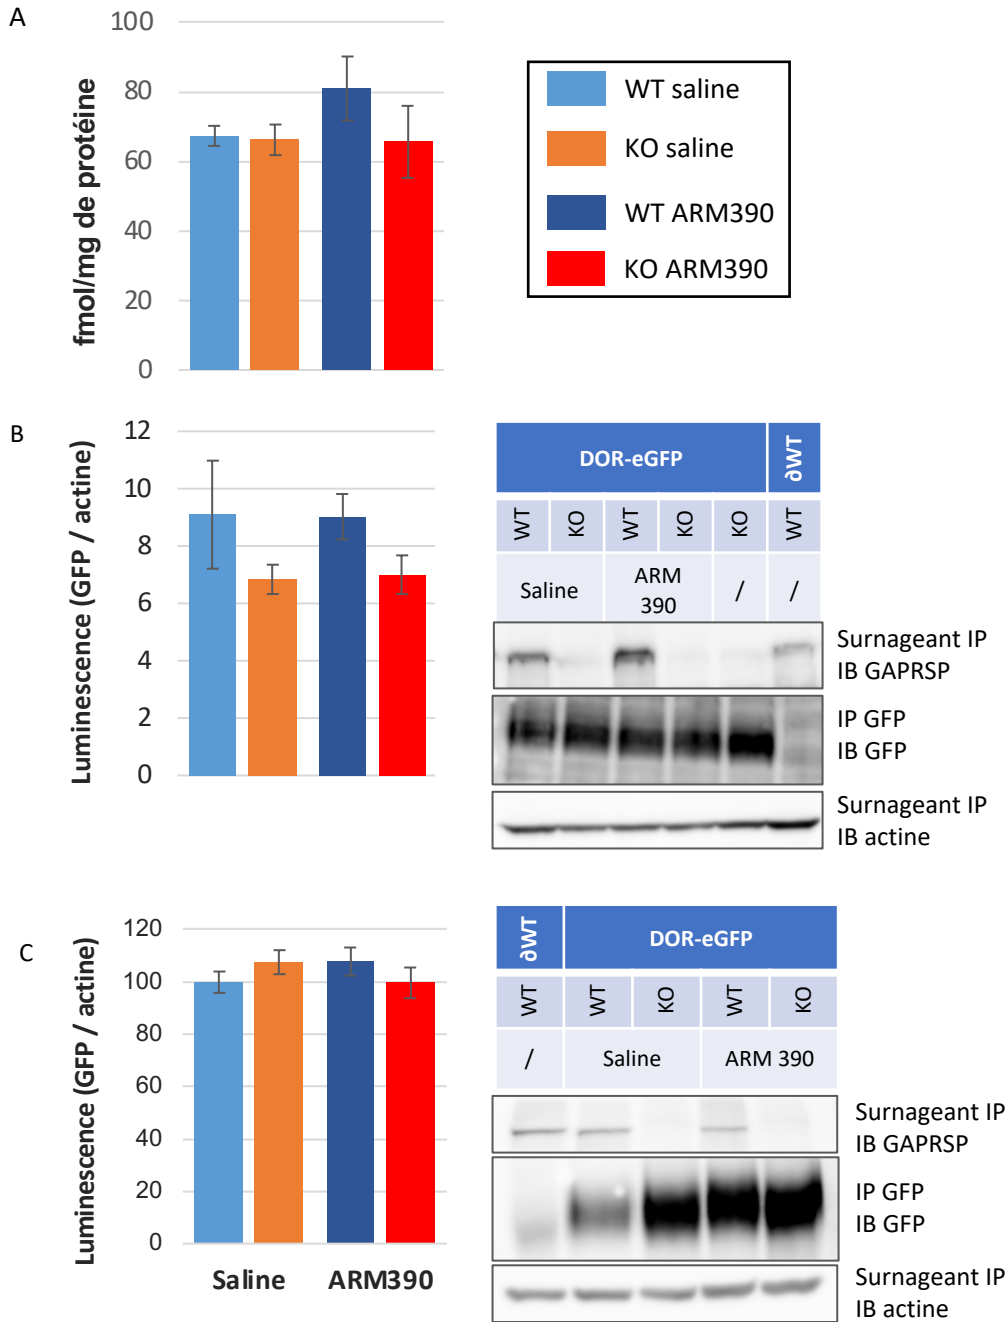 A
fmol/mg de protéine
100
80
60
40
20
0
WT saline
KO saline
WT ARM390
KO ARM390
B
Luminescence (GFP / actine)
12
10
8
6
4
2
0
DOR-eGFP
∂WT
WT
KO
WT
KO
KO
WT
Saline
ARM
390
/
/
Surnageant IP
IB GAPRSP
IP GFP
IB GFP
Surnageant IP
IB actine
C
Luminescence (GFP / actine)
120
100
80
60
40
20
0
Saline
ARM390
∂WT
DOR-eGFP
WT
WT
KO
WT
KO
/
Saline
ARM 390
Surnageant IP
IB GAPRSP
IP GFP
IB GFP
Surnageant IP
IB actine